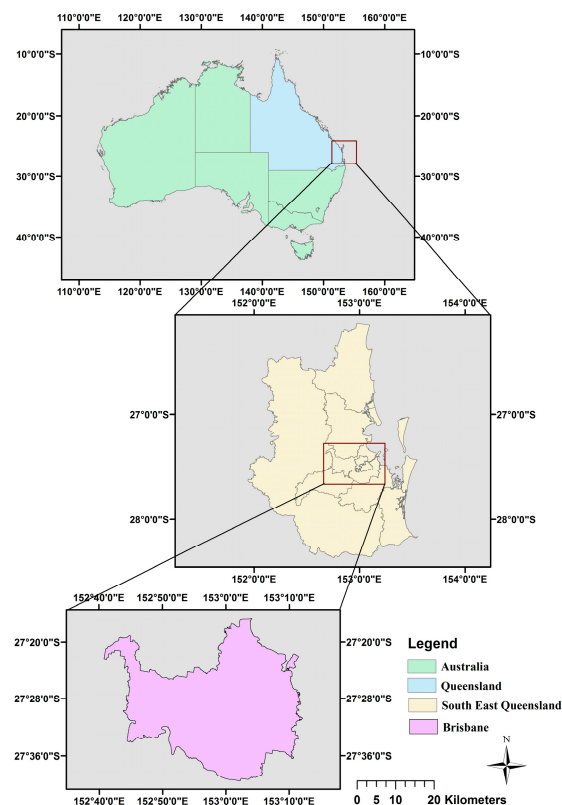 110°0'0"E 120°0'0"E 130°0'0"E 140°0'0"E 150°0'0"E 160°0'0"E
10°0'0"S 10°0'0"S
20°0'0"S 20°0'0"S
30°0'0"S 30°0'0"S
40°0'0"S 40°0'0"S
110°0'0"E 120°0'0"E 130°0'0"E 140°0'0"E 150°0'0"E 160°0'0"E
152°0'0"E 153°0'0"E 154°0'0"E
27°0'0"S 27°0'0"S
28°0'0"S 28°0'0"S
152°0'0"E 153°0'0"E 154°0'0"E
152°40'0"E 152°50'0"E 153°0'0"E 153°10'0"E
27°20'0"S 27°20'0"S
27°28'0"S 27°28'0"S
27°36'0"S 27°36'0"S
152°40'0"E 152°50'0"E 153°0'0"E 153°10'0"E
Legend
Australia
Queensland
South East Queensland
Brisbane
N
0 5 10 20 Kilometers